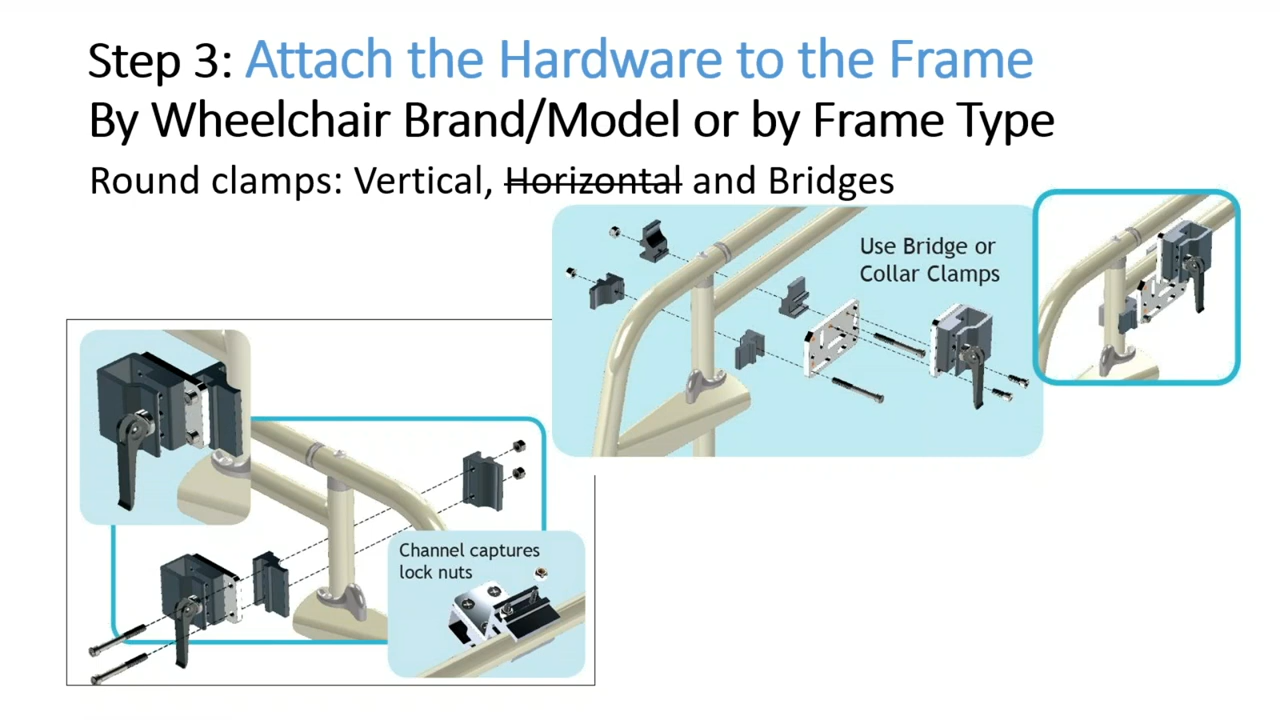 Step 3: Attach the Hardware to the Frame
By Wheelchair Brand/Model or by Frame Type
Round clamps: Vertical, Horizontal and Bridges
Use Bridge or
Collar Clamps
Channel captures
lock nuts